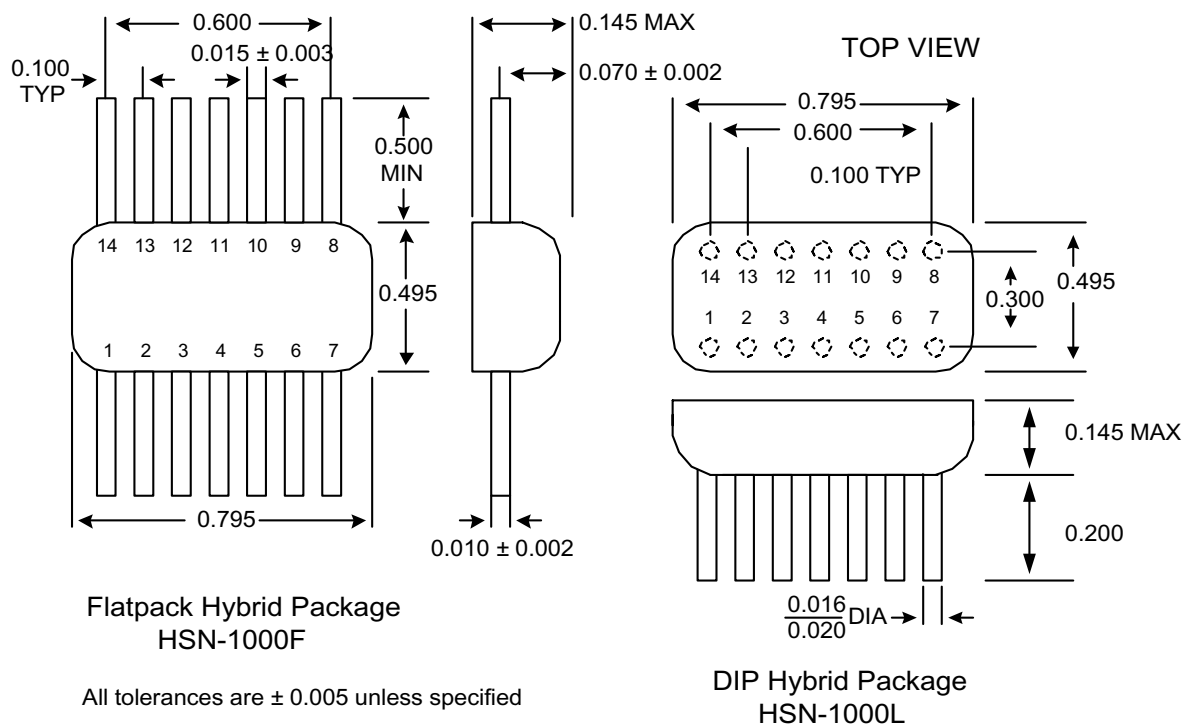 0.600
0.015 ± 0.003
0.100
TYP
0.500
MIN
14 13 12 11 10 9 8
0.495
1 2 3 4 5 6 7
0.795
Flatpack Hybrid Package
HSN-1000F
All tolerances are ± 0.005 unless specified
0.145 MAX
0.070 ± 0.002
0.010 ± 0.002
TOP VIEW
0.795
0.600
0.100 TYP
14 13 12 11 10 9 8
0.300
0.495
1 2 3 4 5 6 7
0.145 MAX
0.200
0.016
0.020 DIA
DIP Hybrid Package
HSN-1000L